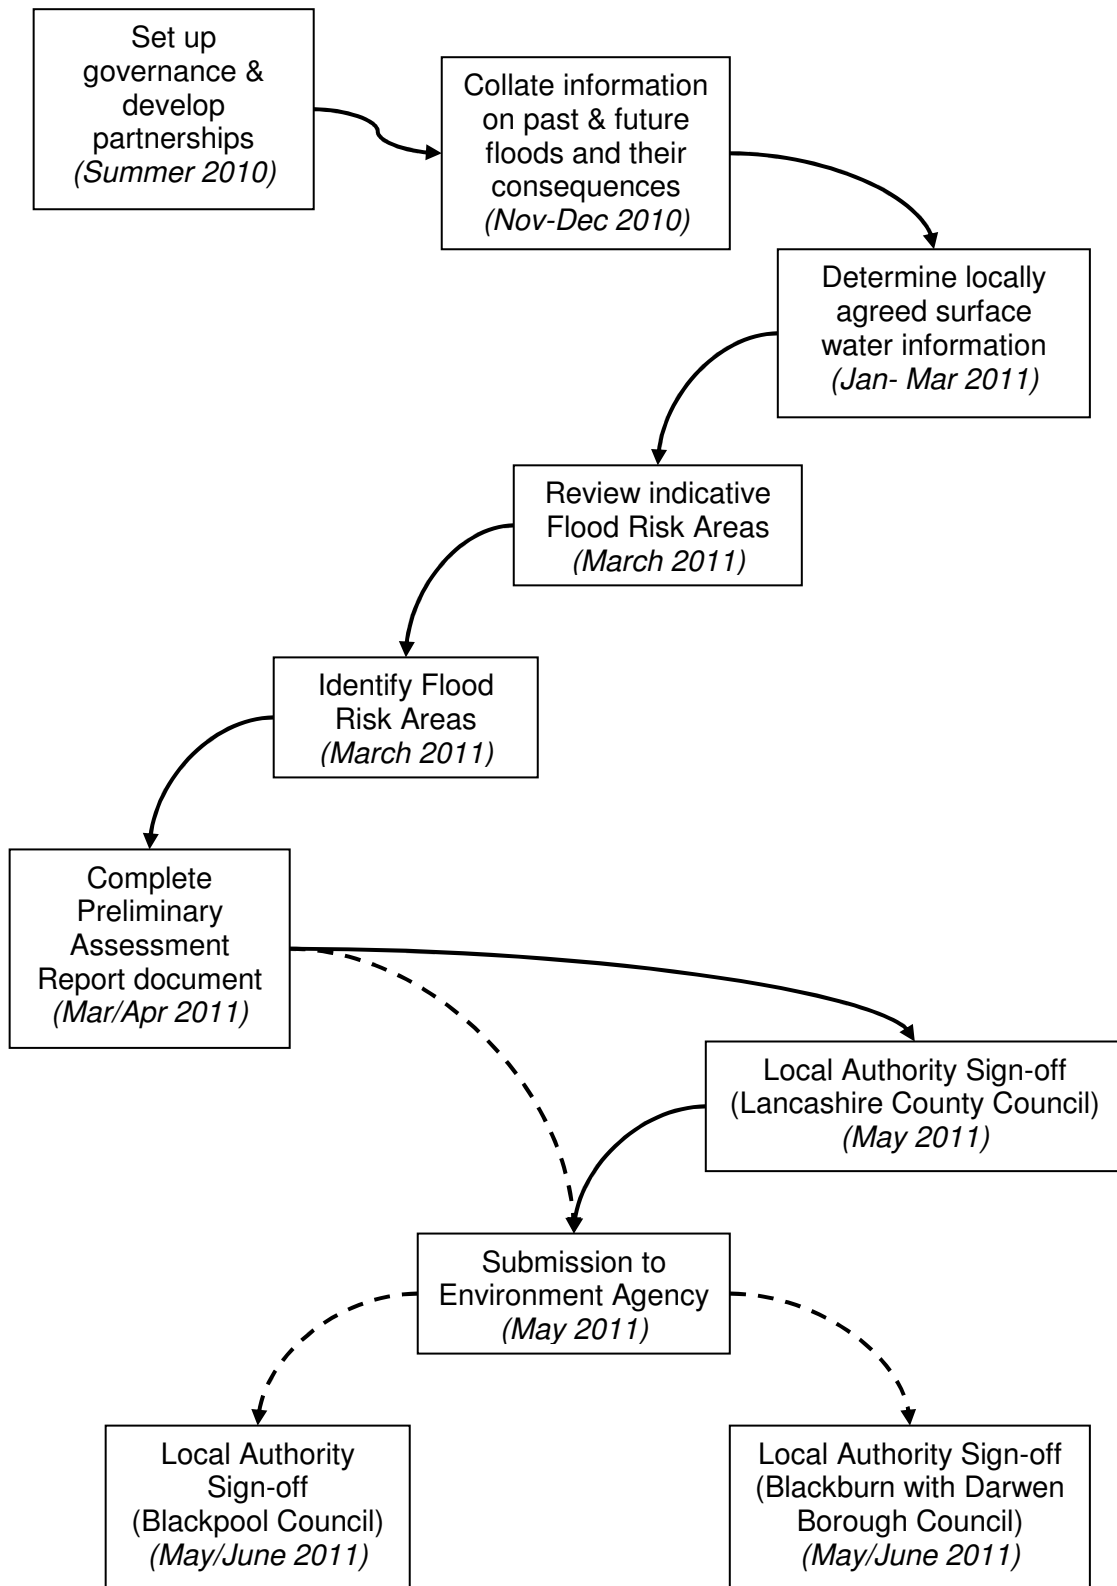 Set up
governance &
develop
partnerships
(Summer 2010)
Collate information
on past & future
floods and their
consequences
(Nov-Dec 2010)
Determine locally
agreed surface
water information
(Jan- Mar 2011)
Review indicative
Flood Risk Areas
(March 2011)
Identify Flood
Risk Areas
(March 2011)
Complete
Preliminary
Assessment
Report document
(Mar/Apr 2011)
Local Authority Sign-off
(Lancashire County Council)
(May 2011)
Submission to
Environment Agency
(May 2011)
Local Authority
Sign-off
(Blackpool Council)
(May/June 2011)
Local Authority Sign-off
(Blackburn with Darwen
Borough Council)
(May/June 2011)